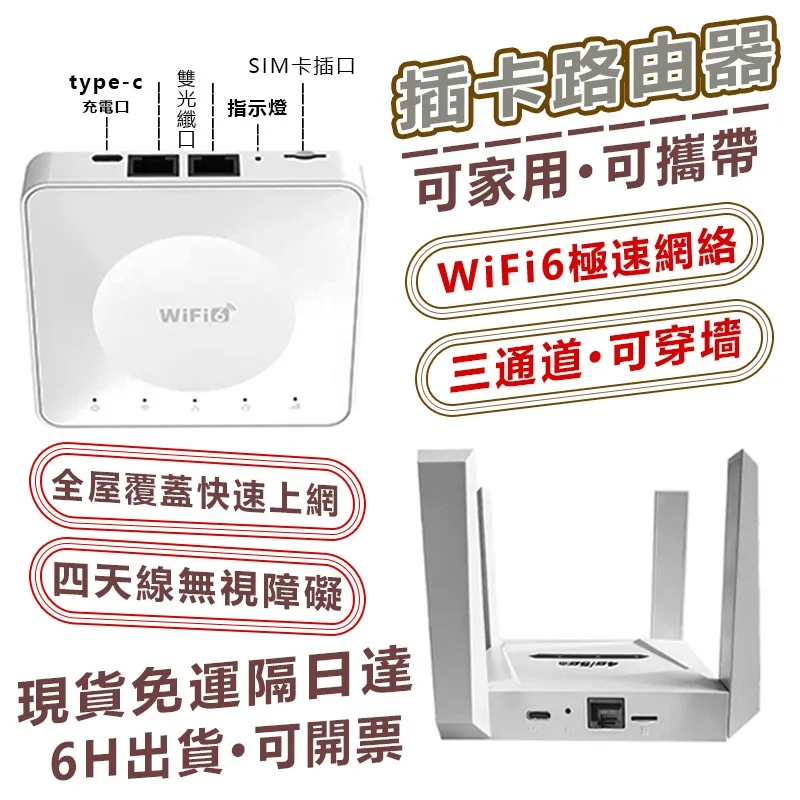 type-c
充電口
雙光纖口
指示燈
SIM卡插口
插卡路由器
可家用•可攜帶
WiFi6極速網絡
三通道•可穿墻
WiFi6
全屋覆蓋快速上網
四天線無視障礙
4G/5G
現貨免運隔日達
6H出貨•可開票